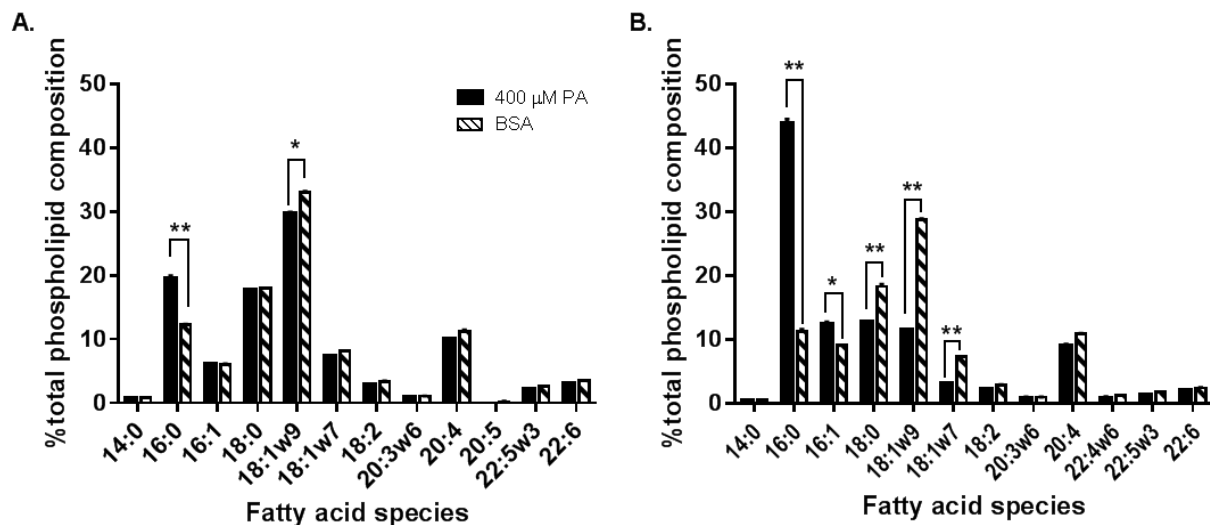 A.
%total phospholipid composition
50
40
30
20
10
0
400 µM PA
BSA
**
*
14:0
16:0
16:1
18:0
18:1w9
18:1w7
18:2
20:3w6
20:4
20:5
22:5w3
22:6
Fatty acid species
B.
%total phospholipid composition
50
40
30
20
10
0
**
*
**
**
**
14:0
16:0
16:1
18:0
18:1w9
18:1w7
18:2
20:3w6
20:4
22:4w6
22:5w3
22:6
Fatty acid species